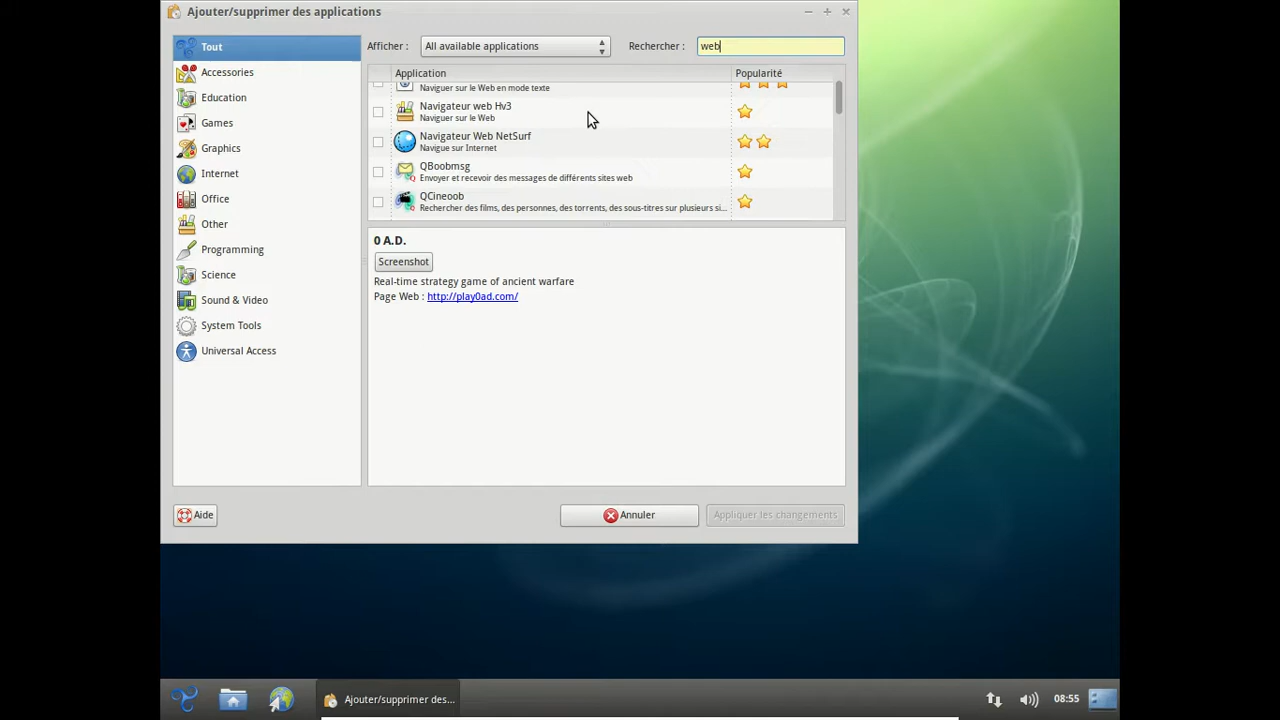 Ajouter/supprimer des applications
Tout
Accessories
Education
Games
Graphics
Internet
Office
Other
Programming
Science
Sound & Video
System Tools
Universal Access
Afficher :
All available applications
Rechercher :
web
Application
Popularité
Naviguer sur le Web en mode texte
Navigateur web Hv3
Naviguer sur le Web
Navigateur Web NetSurf
Navigue sur Internet
QBoobmsg
Envoyer et recevoir des messages de différents sites web
QCineoob
Rechercher des films, des personnes, des torrents, des sous-titres sur plusieurs si...
0 A.D.
Screenshot
Real-time strategy game of ancient warfare
Page Web : http://play0ad.com/
Aide
Annuler
Appliquer les changements
Ajouter/supprimer des...
08:55